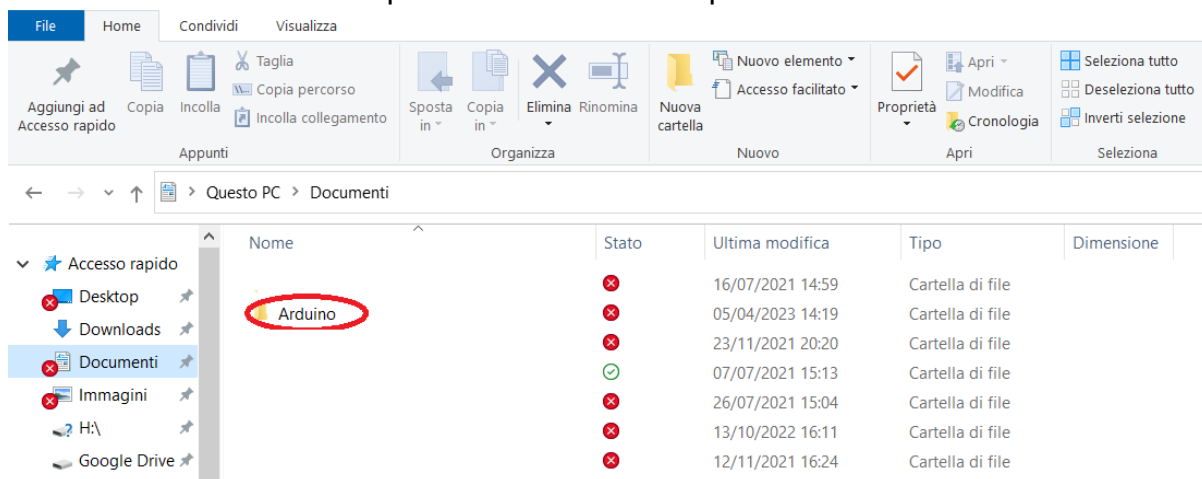 File Home Condividi Visualizza
Aggiungi ad
Accesso rapido
Copia
Incolla
Taglia
Copia percorso
Incolla collegamento
Appunti
Sposta
in
Copia
in
Elimina
Rinomina
Organizza
Nuova
cartella
Nuovo elemento
Accesso facilitato
Nuovo
Proprietà
Apri
Modifica
Cronologia
Apri
Seleziona tutto
Deseleziona tutto
Inverti selezione
Seleziona
Questo PC > Documenti
Accesso rapido
Desktop
Downloads
Documenti
Immagini
H:\
Google Drive
Nome Stato Ultima modifica Tipo Dimensione
16/07/2021 14:59 Cartella di file
Arduino 05/04/2023 14:19 Cartella di file
23/11/2021 20:20 Cartella di file
07/07/2021 15:13 Cartella di file
26/07/2021 15:04 Cartella di file
13/10/2022 16:11 Cartella di file
12/11/2021 16:24 Cartella di file